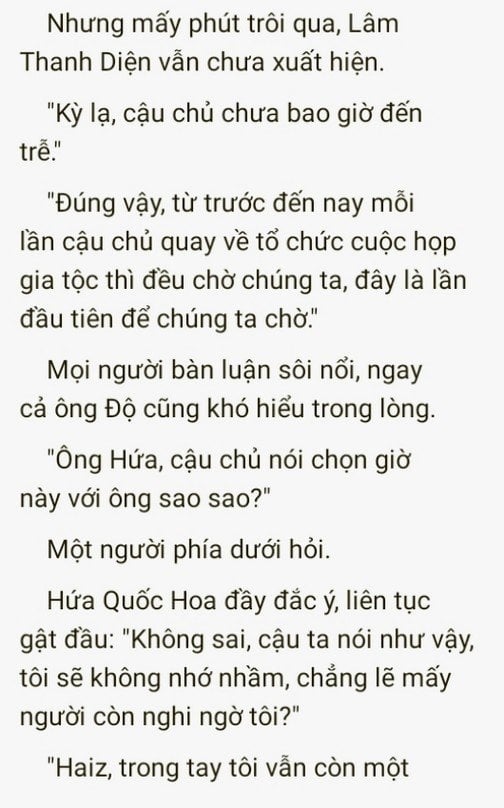 Nhưng mấy phút trôi qua, Lâm
Thanh Diện vẫn chưa xuất hiện.
"Kỳ lạ, cậu chủ chưa bao giờ đến
trễ."
"Đúng vậy, từ trước đến nay mỗi
lần cậu chủ quay về tổ chức cuộc họp
gia tộc thì đều chờ chúng ta, đây là lần
đầu tiên để chúng ta chờ."
Mọi người bàn luận sôi nổi, ngay
cả ông Độ cũng khó hiểu trong lòng.
"Ông Hứa, cậu chủ nói chọn giờ
này với ông sao sao?"
Một người phía dưới hỏi.
Hứa Quốc Hoa đầy đắc ý, liên tục
gật đầu: "Không sai, cậu ta nói như vậy,
tôi sẽ không nhớ nhầm, chẳng lẽ mấy
người còn nghi ngờ tôi?"
"Haiz, trong tay tôi vẫn còn một